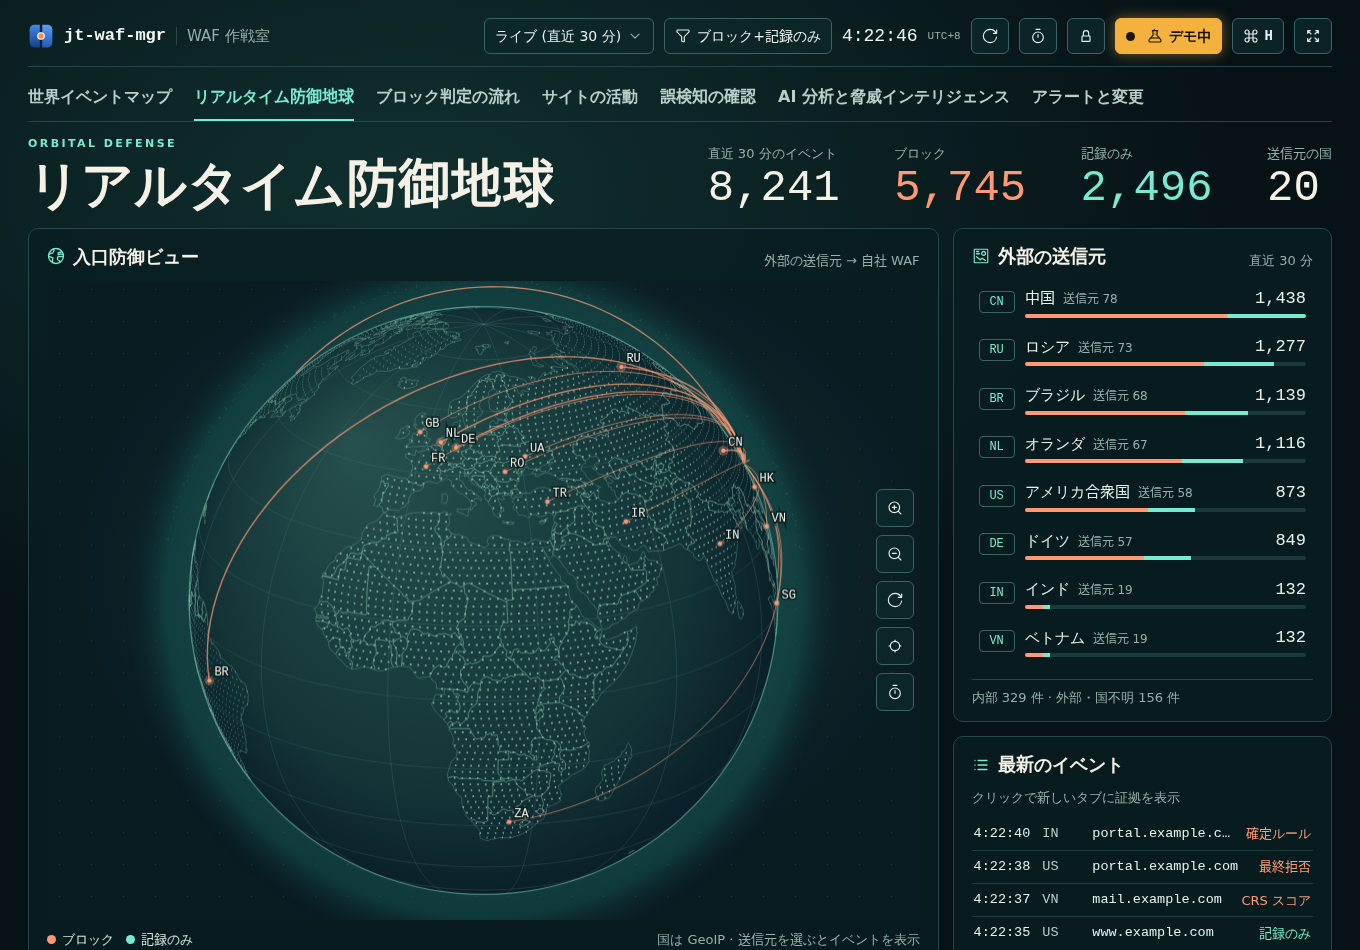 jt-waf-mgr WAF 作戦室 ライブ (直近 30 分) ブロック+記録のみ 4:22:46 UTC+8 デモ中 ⌘ H
世界イベントマップ リアルタイム防御地球 ブロック判定の流れ サイトの活動 誤検知の確認 AI 分析と脅威インテリジェンス アラートと変更
ORBITAL DEFENSE
リアルタイム防御地球
直近 30 分のイベント ブロック 記録のみ 送信元の国
8,241 5,745 2,496 20
入口防御ビュー 外部の送信元 → 自社 WAF
RU
GB
NL
DE
FR
UA
RO
CN
TR
HK
IR
VN
IN
SG
BR
ZA
ブロック 記録のみ 国は GeoIP · 送信元を選ぶとイベントを表示
外部の送信元 直近 30 分
CN 中国 送信元 78 1,438
RU ロシア 送信元 73 1,277
BR ブラジル 送信元 68 1,139
NL オランダ 送信元 67 1,116
US アメリカ合衆国 送信元 58 873
DE ドイツ 送信元 57 849
IN インド 送信元 19 132
VN ベトナム 送信元 19 132
内部 329 件 · 外部・国不明 156 件
最新のイベント
クリックで新しいタブに証拠を表示
4:22:40 IN portal.example.c… 確定ルール
4:22:38 US portal.example.com 最終拒否
4:22:37 VN mail.example.com CRS スコア
4:22:35 US www.example.com 記録のみ